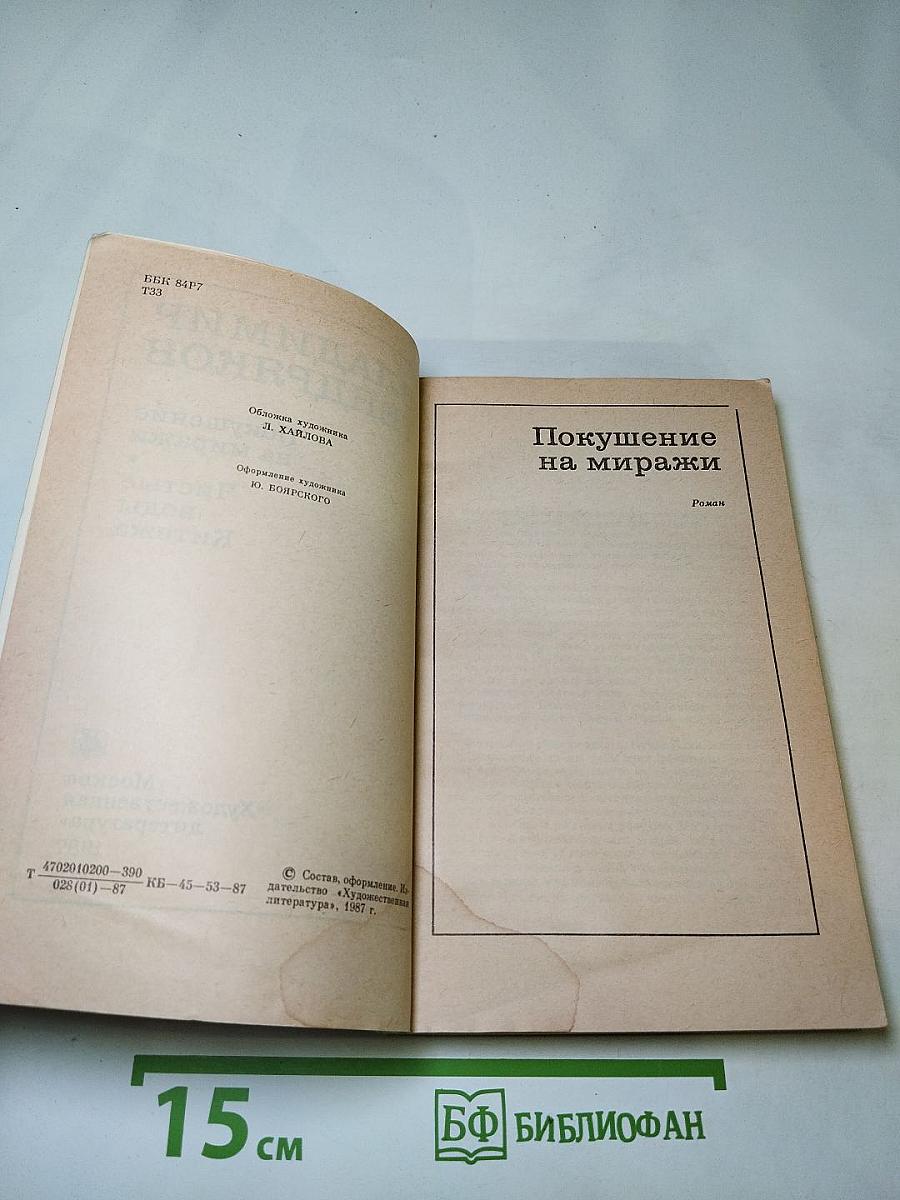 ББК 84Р7
Т33
Обложка художника
Л. ХАЙЛОВА
Оформление художника
Ю. БОЯРСКОГО
Т 4702010200—390
028(01)—87 КБ—45—53—87
© Состав, оформление. Из-
дательство «Художественная
литература», 1987 г.
Покушение
на миражи
Роман
15 см
БФ БИБЛИОФАН